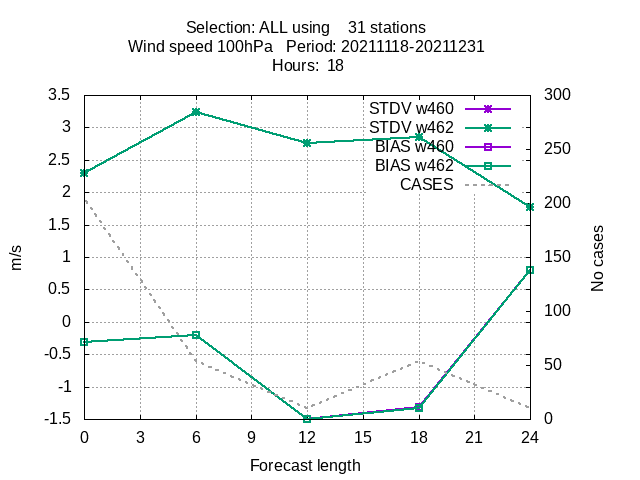 Selection: ALL using    31 stations
Wind speed 100hPa   Period: 20211118-20211231
Hours:  18
3.5
3
2.5
2
1.5
1
0.5
0
-0.5
-1
-1.5
m/s
STDV w460
STDV w462
BIAS w460
BIAS w462
CASES
300
250
200
150
100
50
0
No cases
0 3 6 9 12 15 18 21 24
Forecast length